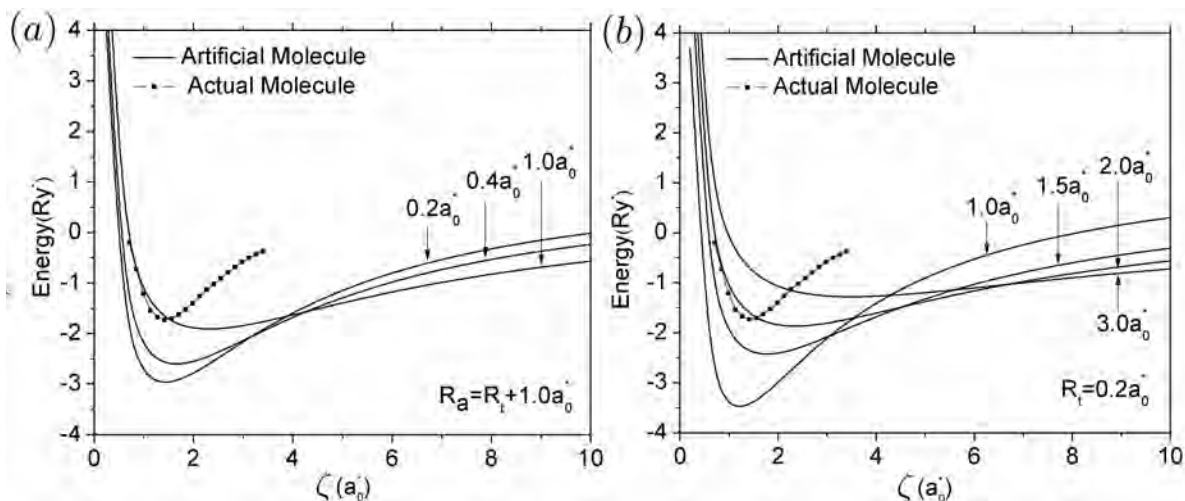 (a)
4
3
2
1
0
-1
-2
-3
-4
Energy(Ry*)
Artificial Molecule
Actual Molecule
0.2a₀*
0.4a₀*
1.0a₀*
Rₐ=Rₜ+1.0a₀*
0 2 4 6 8 10
ζ (a₀*)
(b)
4
3
2
1
0
-1
-2
-3
-4
Energy(Ry*)
Artificial Molecule
Actual Molecule
1.0a₀*
1.5a₀*
2.0a₀*
3.0a₀*
Rₜ=0.2a₀*
0 2 4 6 8 10
ζ (a₀*)